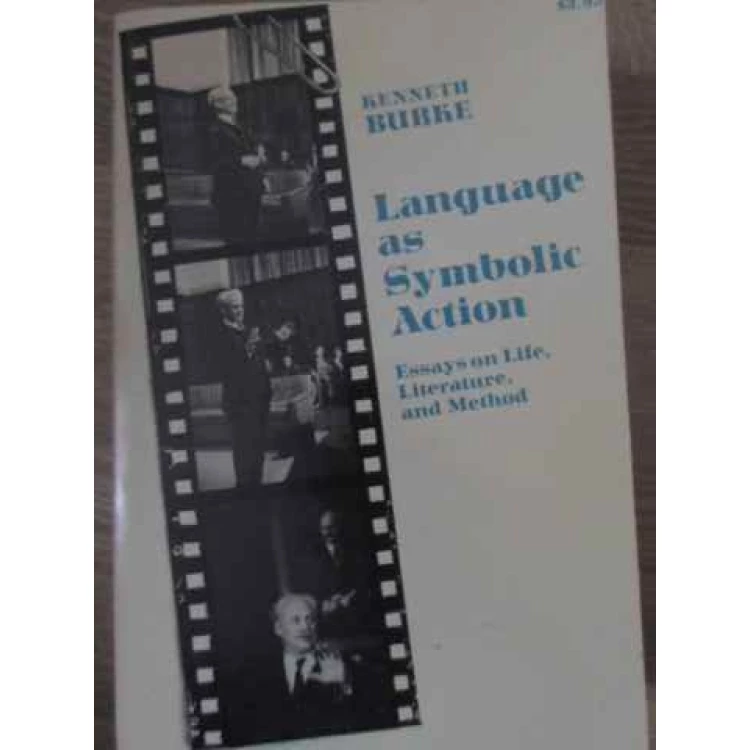 KENNETH
BURKE
Language
as
Symbolic
Action
Essays on Life,
Literature,
and Method